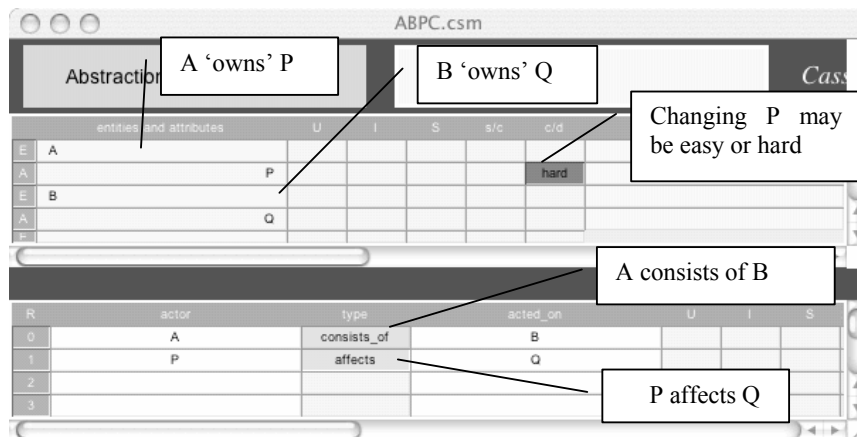 ABPC.csm
Abstraction
A ‘owns’ P
B ‘owns’ Q
Cass
Changing P may
be easy or hard
entities and attributes U I S s/c c/d
E A
A P hard
E B
A Q
E
A consists of B
R actor type acted_on U I S
0 A consists_of B
1 P affects Q
2
3
P affects Q